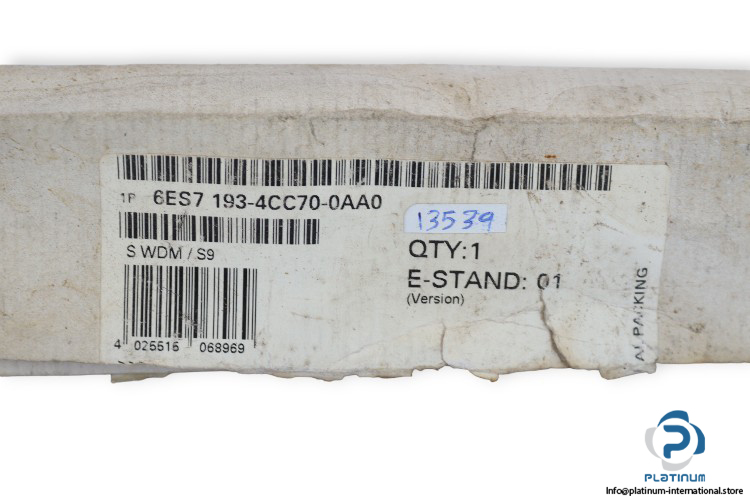 1P 6ES7 193-4CC70-0AA0
13539
S WDM / S9
QTY:1
E-STAND: 01
(Version)
4 025515 068969
PACKING
PLATINUM
Info@platinum-international.store